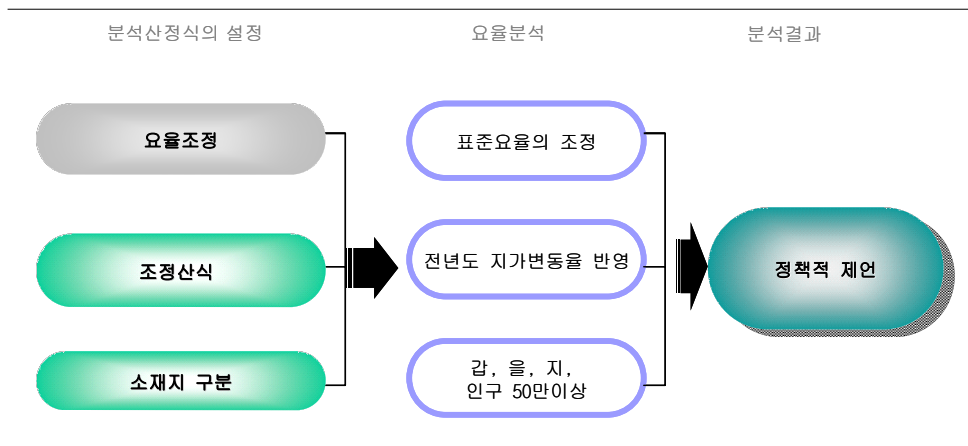 분석산정식의 설정
요율분석
분석결과
요율조정
표준요율의 조정
조정산식
전년도 지가변동율 반영
정책적 제언
소재지 구분
갑, 을, 지,
인구 50만이상